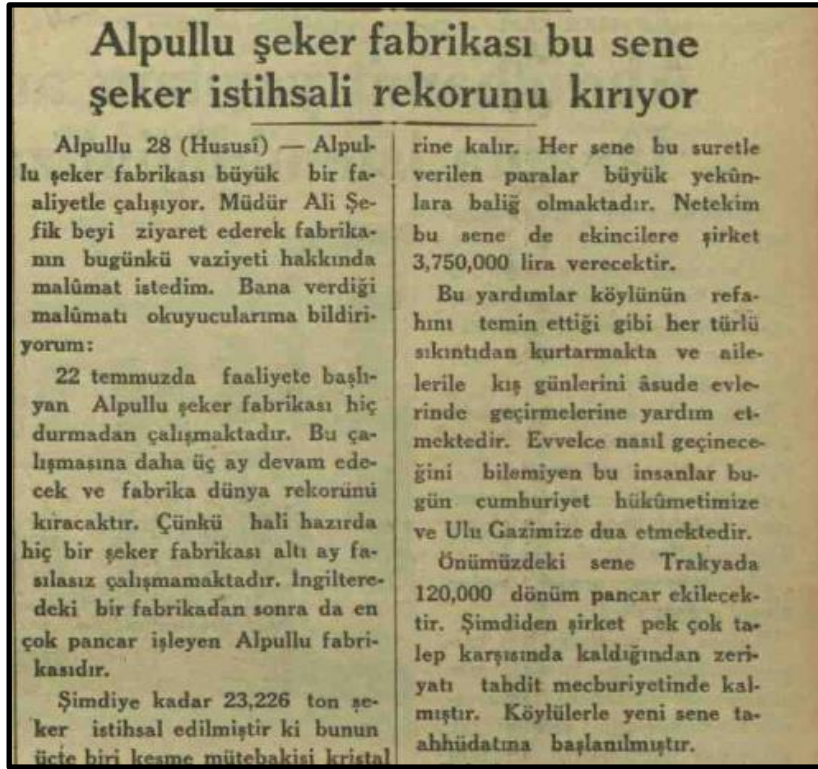 Alpullu şeker fabrikası bu sene
şeker istihsali rekorunu kırıyor
Alpullu 28 (Hususî) — Alpul-
lu şeker fabrikası büyük bir fa-
aliyetle çalışıyor. Müdür Ali Şe-
fik beyi ziyaret ederek fabrika-
nın bugünkü vaziyeti hakkında
malûmat istedim. Bana verdiği
malûmatı okuyucularıma bildiri-
yorum:
22 temmuzda faaliyete başlı-
yan Alpullu şeker fabrikası hiç
durmadan çalışmaktadır. Bu ça-
lışmasına daha üç ay devam ede-
cek ve fabrika dünya rekorünü
kıracaktır. Çünkü hali hazırda
hiç bir şeker fabrikası altı ay fa-
sılasız çalışmamaktadır. İngiltere-
deki bir fabrikadan sonra da en
çok pancar işleyen Alpullu fabri-
kasıdır.
Şimdiye kadar 23,226 ton şe-
ker istihsal edilmiştir ki bunun
üçte biri kesme mütebakisi kristal
rine kalır. Her sene bu suretle
verilen paralar büyük yekûn-
lara baliğ olmaktadır. Netekim
bu sene de ekincilere şirket
3,750,000 lira verecektir.
Bu yardımlar köylünün refa-
hını temin ettiği gibi her türlü
sıkıntıdan kurtarmakta ve aile-
lerile kış günlerini âsude evle-
rinde geçirmelerine yardım et-
mektedir. Evvelce nasıl geçinece-
ğini bilemiyen bu insanlar bu-
gün cumhuriyet hükûmetimize
ve Ulu Gazimize dua etmektedir.
Önümüzdeki sene Trakyada
120,000 dönüm pancar ekilecek-
tir. Şimdiden şirket pek çok ta-
lep karşısında kaldığından zeri-
yatı tahdit mecburiyetinde kal-
mıştır. Köylülerle yeni sene ta-
ahhüdatına başlanılmıştır.